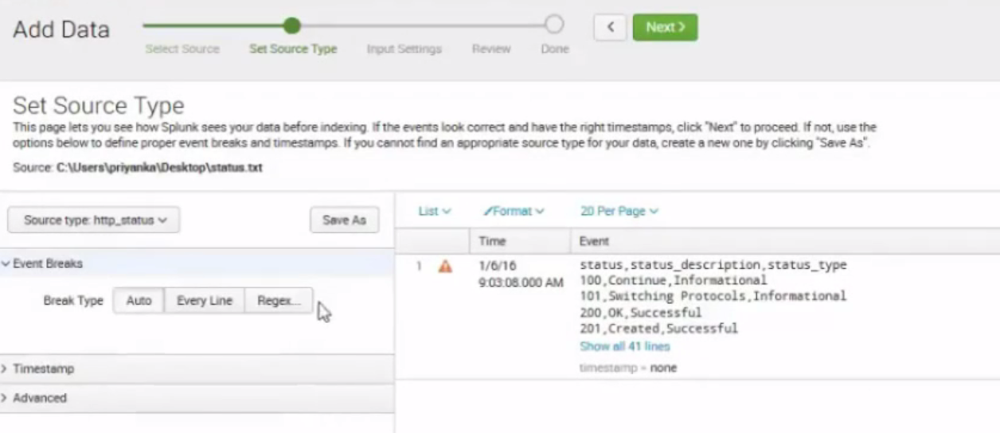 Add Data
Select Source
Set Source Type
Input Settings
Review
Done
<
Next >
Set Source Type
This page lets you see how Splunk sees your data before indexing. If the events look correct and have the right timestamps, click "Next" to proceed. If not, use the
options below to define proper event breaks and timestamps. If you cannot find an appropriate source type for your data, create a new one by clicking "Save As".
Source: C:\Users\priyanka\Desktop\status.txt
Source type: http_status
Save As
Event Breaks
Break Type
Auto
Every Line
Regex...
Timestamp
Advanced
List
Format
20 Per Page
Time
Event
1
1/6/16
9:03:08.000 AM
status,status_description,status_type
100,Continue,Informational
101,Switching Protocols,Informational
200,OK,Successful
201,Created,Successful
Show all 41 lines
timestamp = none